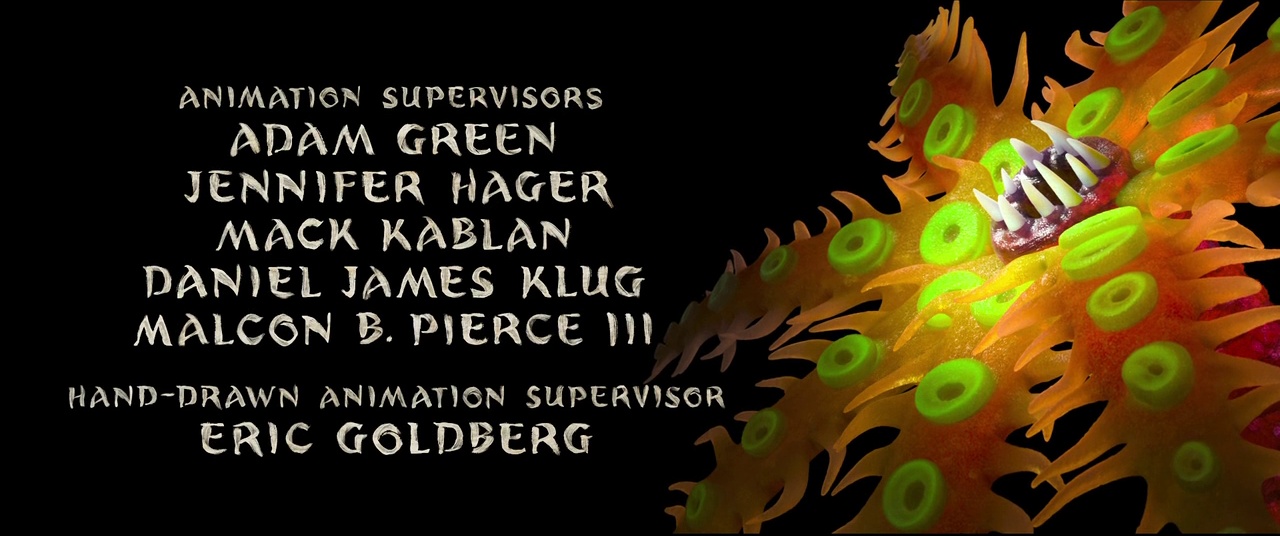 ANIMATION SUPERVISORS
ADAM GREEN
JENNIFER HAGER
MACK KABLAN
DANIEL JAMES KLUG
MALCON B. PIERCE III
HAND-DRAWN ANIMATION SUPERVISOR
ERIC GOLDBERG